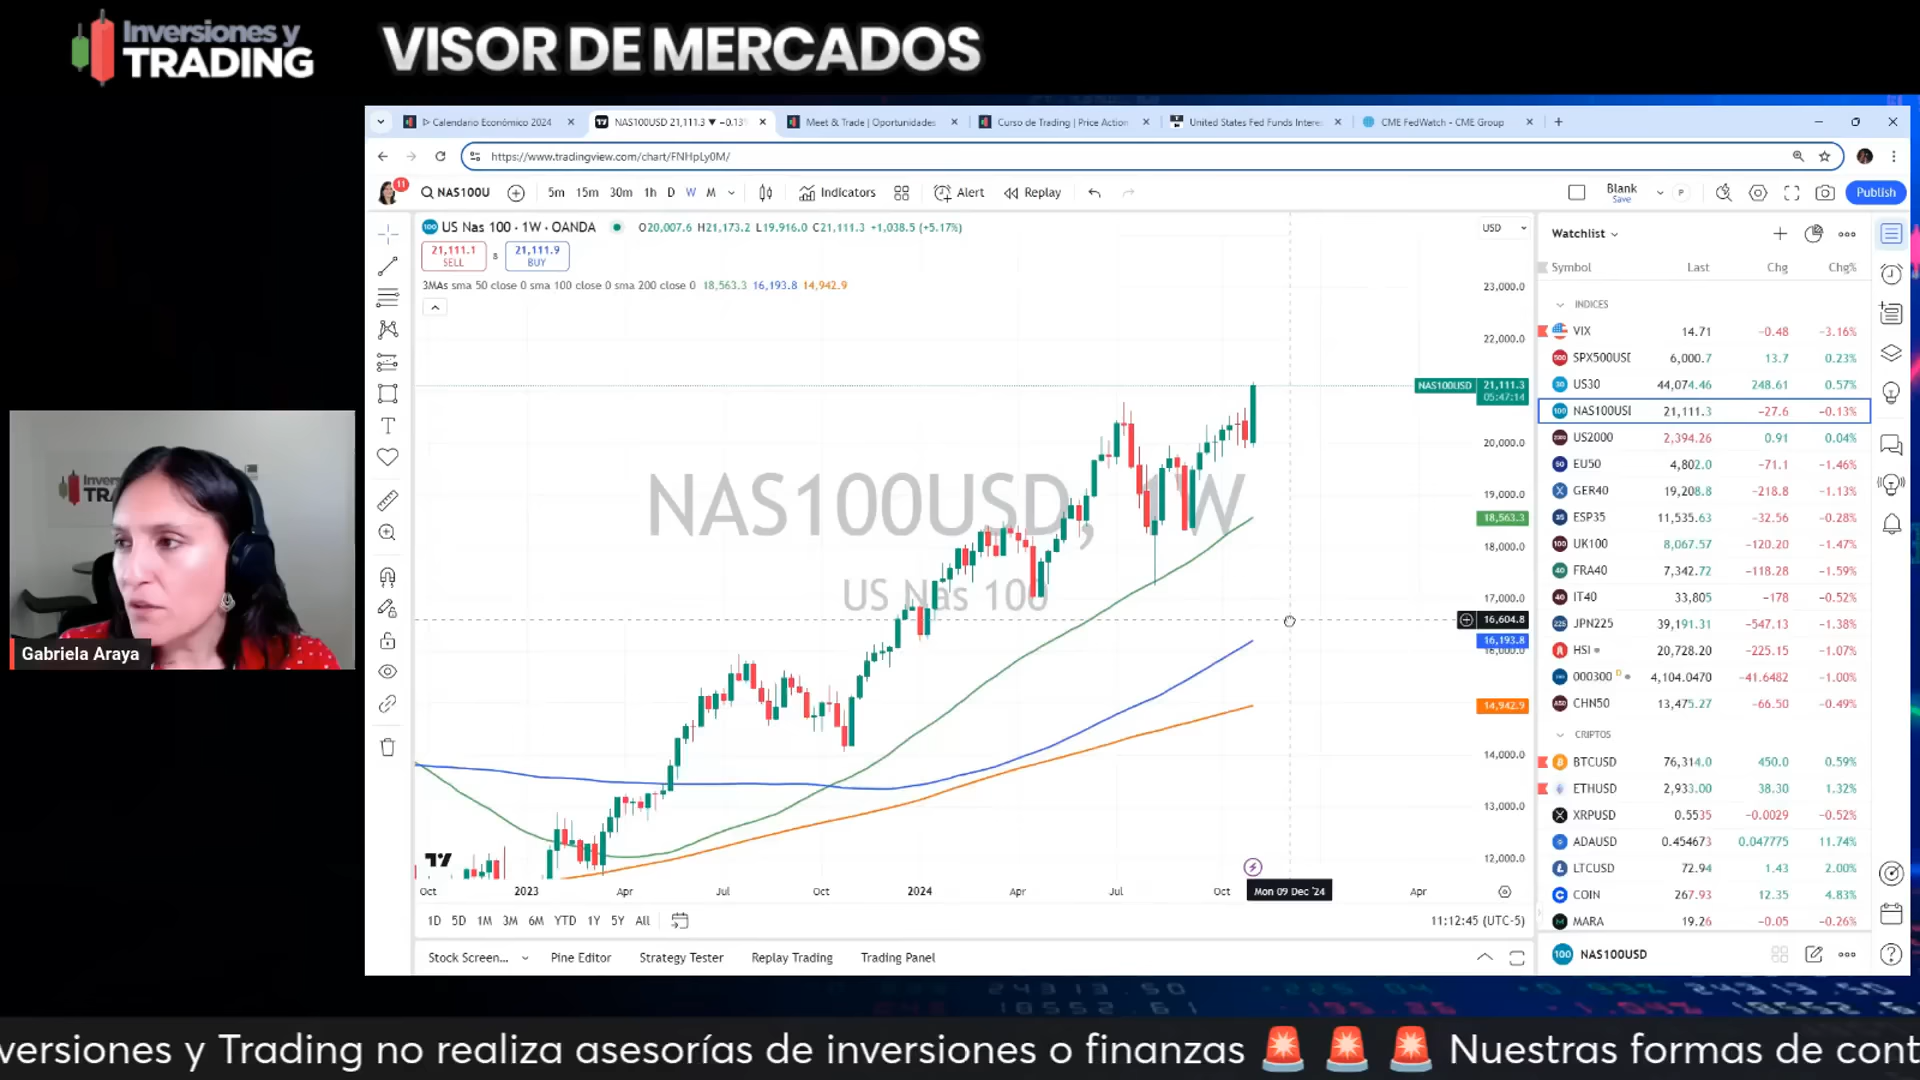 Inversiones y
TRADING
VISOR DE MERCADOS
Calendario Económico 2024
NAS100USD 21,111.3 ▼ −0.13%
Meet & Trade | Oportunidades
Curso de Trading | Price Action
United States Fed Funds Intere
CME FedWatch - CME Group
https://www.tradingview.com/chart/FNHpLy0M/
11
NAS100U
5m 15m 30m 1h D W M
Indicators
Alert
Replay
Blank
Save
P
Publish
US Nas 100 · 1W · OANDA
O20,007.6 H21,173.2 L19,916.0 C21,111.3 +1,038.5 (+5.17%)
21,111.1
SELL
8
21,111.9
BUY
3MAs sma 50 close 0 sma 100 close 0 sma 200 close 0 18,563.3 16,193.8 14,942.9
NAS100USD, 1W
US Nas 100
USD
23,000.0
22,000.0
NAS100USD 21,111.3
05:47:14
20,000.0
19,000.0
18,563.3
18,000.0
17,000.0
16,604.8
16,193.8
16,000.0
14,942.9
14,000.0
13,000.0
12,000.0
Oct 2023 Apr Jul Oct 2024 Apr Jul Oct Mon 09 Dec '24 Apr
1D 5D 1M 3M 6M YTD 1Y 5Y All
11:12:45 (UTC-5)
Stock Screen... Pine Editor Strategy Tester Replay Trading Trading Panel
Watchlist
Symbol Last Chg Chg%
INDICES
VIX 14.71 −0.48 −3.16%
SPX500USD 6,000.7 13.7 0.23%
US30 44,074.46 248.61 0.57%
NAS100USD 21,111.3 −27.6 −0.13%
US2000 2,394.26 0.91 0.04%
EU50 4,802.0 −71.1 −1.46%
GER40 19,208.8 −218.8 −1.13%
ESP35 11,535.63 −32.56 −0.28%
UK100 8,067.57 −120.20 −1.47%
FRA40 7,342.72 −118.28 −1.59%
IT40 33,805 −178 −0.52%
JPN225 39,191.31 −547.13 −1.38%
HSI 20,728.20 −225.15 −1.07%
000300 D 4,104.0470 −41.6482 −1.00%
CHN50 13,475.27 −66.50 −0.49%
CRIPTOS
BTCUSD 76,314.0 450.0 0.59%
ETHUSD 2,933.00 38.30 1.32%
XRPUSD 0.5535 −0.0029 −0.52%
ADAUSD 0.454673 0.047775 11.74%
LTCUSD 72.94 1.43 2.00%
COIN 267.93 12.35 4.83%
MARA 19.26 −0.05 −0.26%
NAS100USD
Gabriela Araya
versiones y Trading no realiza asesorías de inversiones o finanzas 🚨 🚨 🚨 Nuestras formas de cont